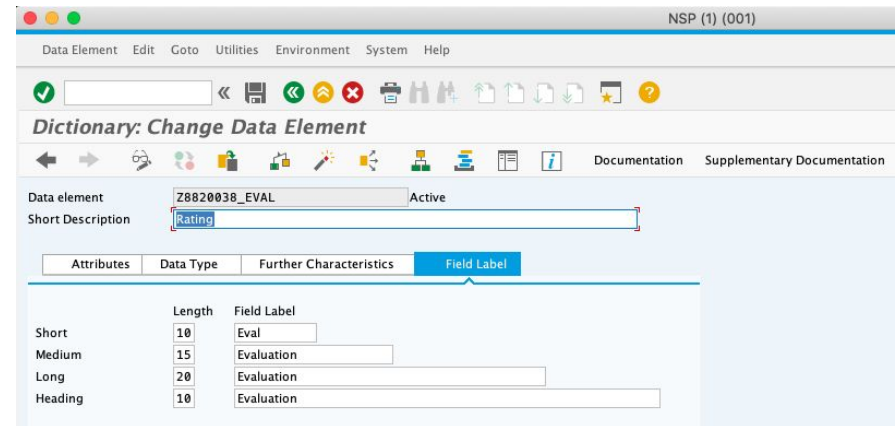 NSP (1) (001)
Data Element Edit Goto Utilities Environment System Help
Dictionary: Change Data Element
Documentation Supplementary Documentation
Data element Z8820038_EVAL Active
Short Description Rating
Attributes Data Type Further Characteristics Field Label
Length Field Label
Short 10 Eval
Medium 15 Evaluation
Long 20 Evaluation
Heading 10 Evaluation